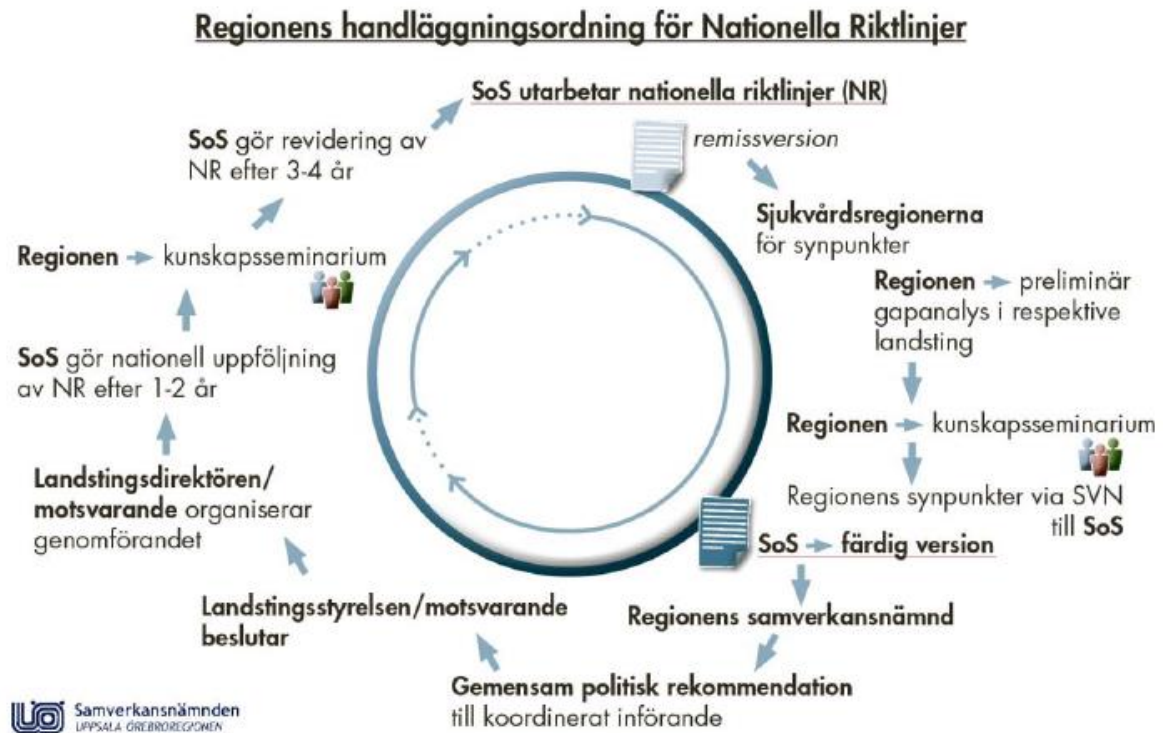 Regionens handläggningsordning för Nationella Riktlinjer
SoS utarbetar nationella riktlinjer (NR)
remissversion
Sjukvårdsregionerna
för synpunkter
Regionen preliminär
gapanalys i respektive
landsting
Regionen kunskapsseminarium
Regionens synpunkter via SVN
till SoS
SoS färdig version
Regionens samverkansnämnd
Gemensam politisk rekommendation
till koordinerat införande
Landstingsstyrelsen/motsvarande
beslutar
Landstingsdirektören/
motsvarande organiserar
genomförandet
SoS gör nationell uppföljning
av NR efter 1-2 år
Regionen kunskapsseminarium
SoS gör revidering av
NR efter 3-4 år
Samverkansnämnden
UPPSALA ÖREBROREGIONEN